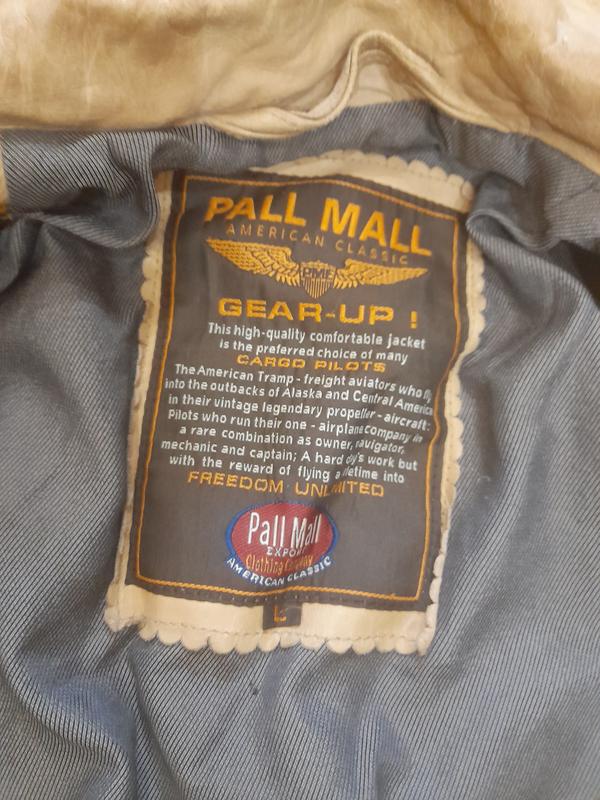 PALL MALL
AMERICAN CLASSIC
PME
GEAR-UP !
This high-quality comfortable jacket
is the preferred choice of many
CARGO PILOTS
The American Tramp - freight aviators who fly
into the outbacks of Alaska and Central America
in their vintage legendary propeller - aircraft:
Pilots who run their one - airplane company in
a rare combination as owner, navigator,
mechanic and captain; A hard day's work but
with the reward of flying a lifetime into
FREEDOM UNLIMITED
Pall Mall
EXPORT
Clothing Company
AMERICAN CLASSIC
L